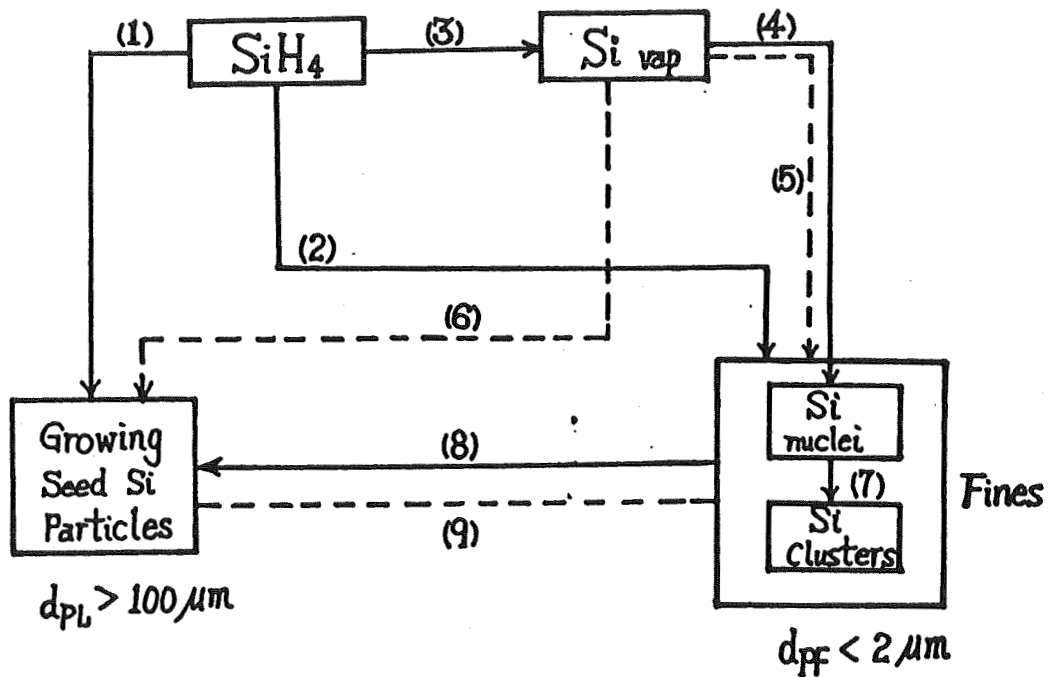 (1)
SiH4
(3)
Si vap
(4)
(5)
(2)
(6)
Growing
Seed Si
Particles
(8)
(9)
Si
nuclei
(7)
Si
Clusters
Fines
dPL > 100 μm
dPF < 2 μm